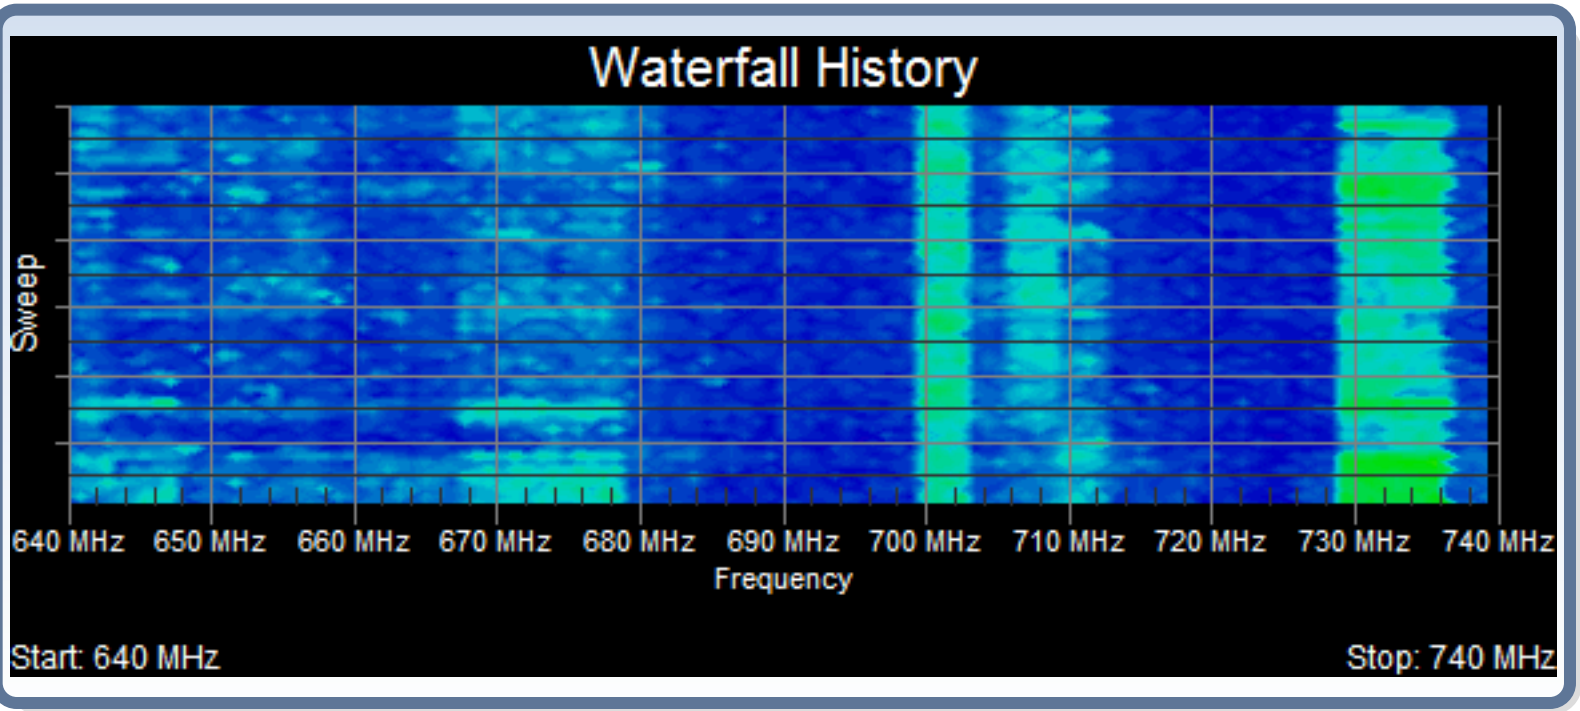 Waterfall History
Sweep
640 MHz 650 MHz 660 MHz 670 MHz 680 MHz 690 MHz 700 MHz 710 MHz 720 MHz 730 MHz 740 MHz
Frequency
Start: 640 MHz Stop: 740 MHz